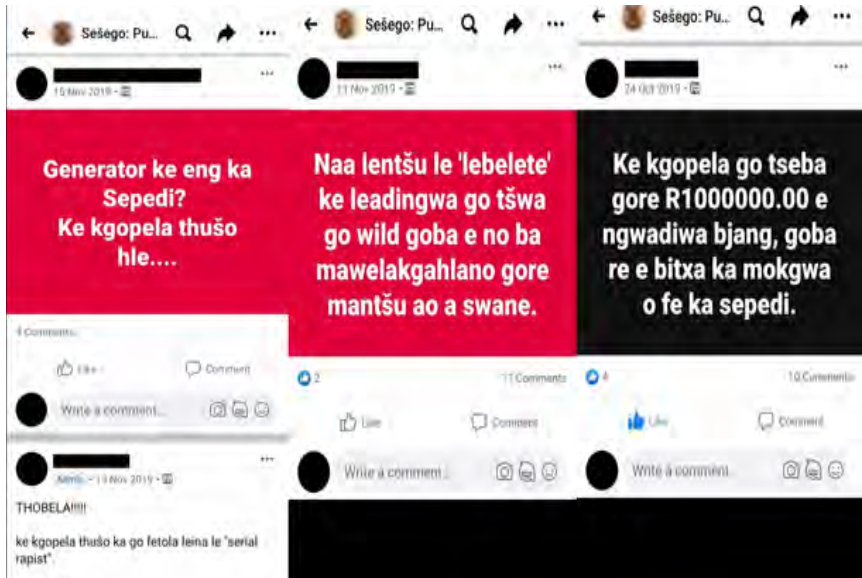 Sešego: Pu...
15 Nov 2019
Generator ke eng ka
Sepedi?
Ke kgopela thušo
hle....
4 Comments
Like Comment
Write a comment...
Admin · 13 Nov 2019
THOBELA!!!!!
ke kgopela thušo ka go fetola leina le "serial
rapist".
Sešego: Pu...
11 Nov 2019
Naa lentšu le 'lebelete'
ke leadingwa go tšwa
go wild goba e no ba
mawelakgahlano gore
mantšu ao a swane.
2 11 Comments
Like Comment
Write a comment...
Sešego: Pu...
24 Oct 2019
Ke kgopela go tseba
gore R1000000.00 e
ngwadiwa bjang, goba
re e bitxa ka mokgwa
o fe ka sepedi.
4 10 Comments
Like Comment
Write a comment...